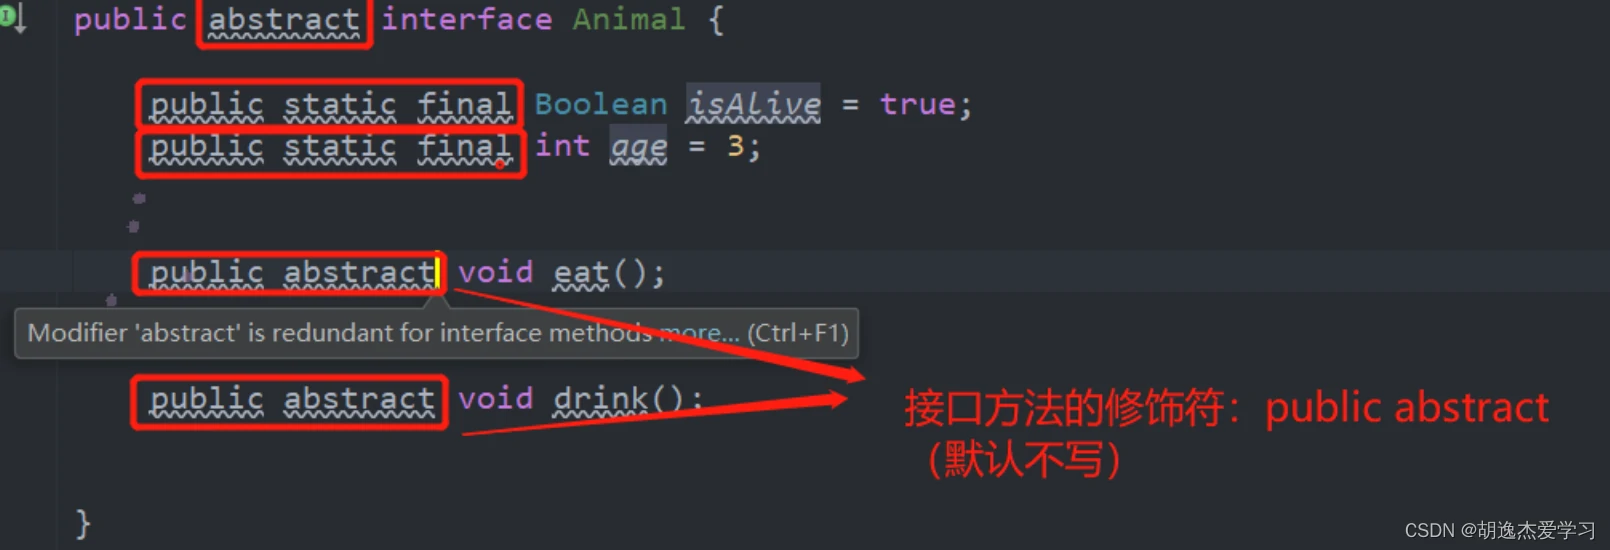 public abstract interface Animal {
public static final Boolean isAlive = true;
public static final int age = 3;
public abstract void eat();
Modifier 'abstract' is redundant for interface methods more... (Ctrl+F1)
public abstract void drink();
接口方法的修饰符：public abstract
（默认不写）
}
CSDN @胡逸杰爱学习